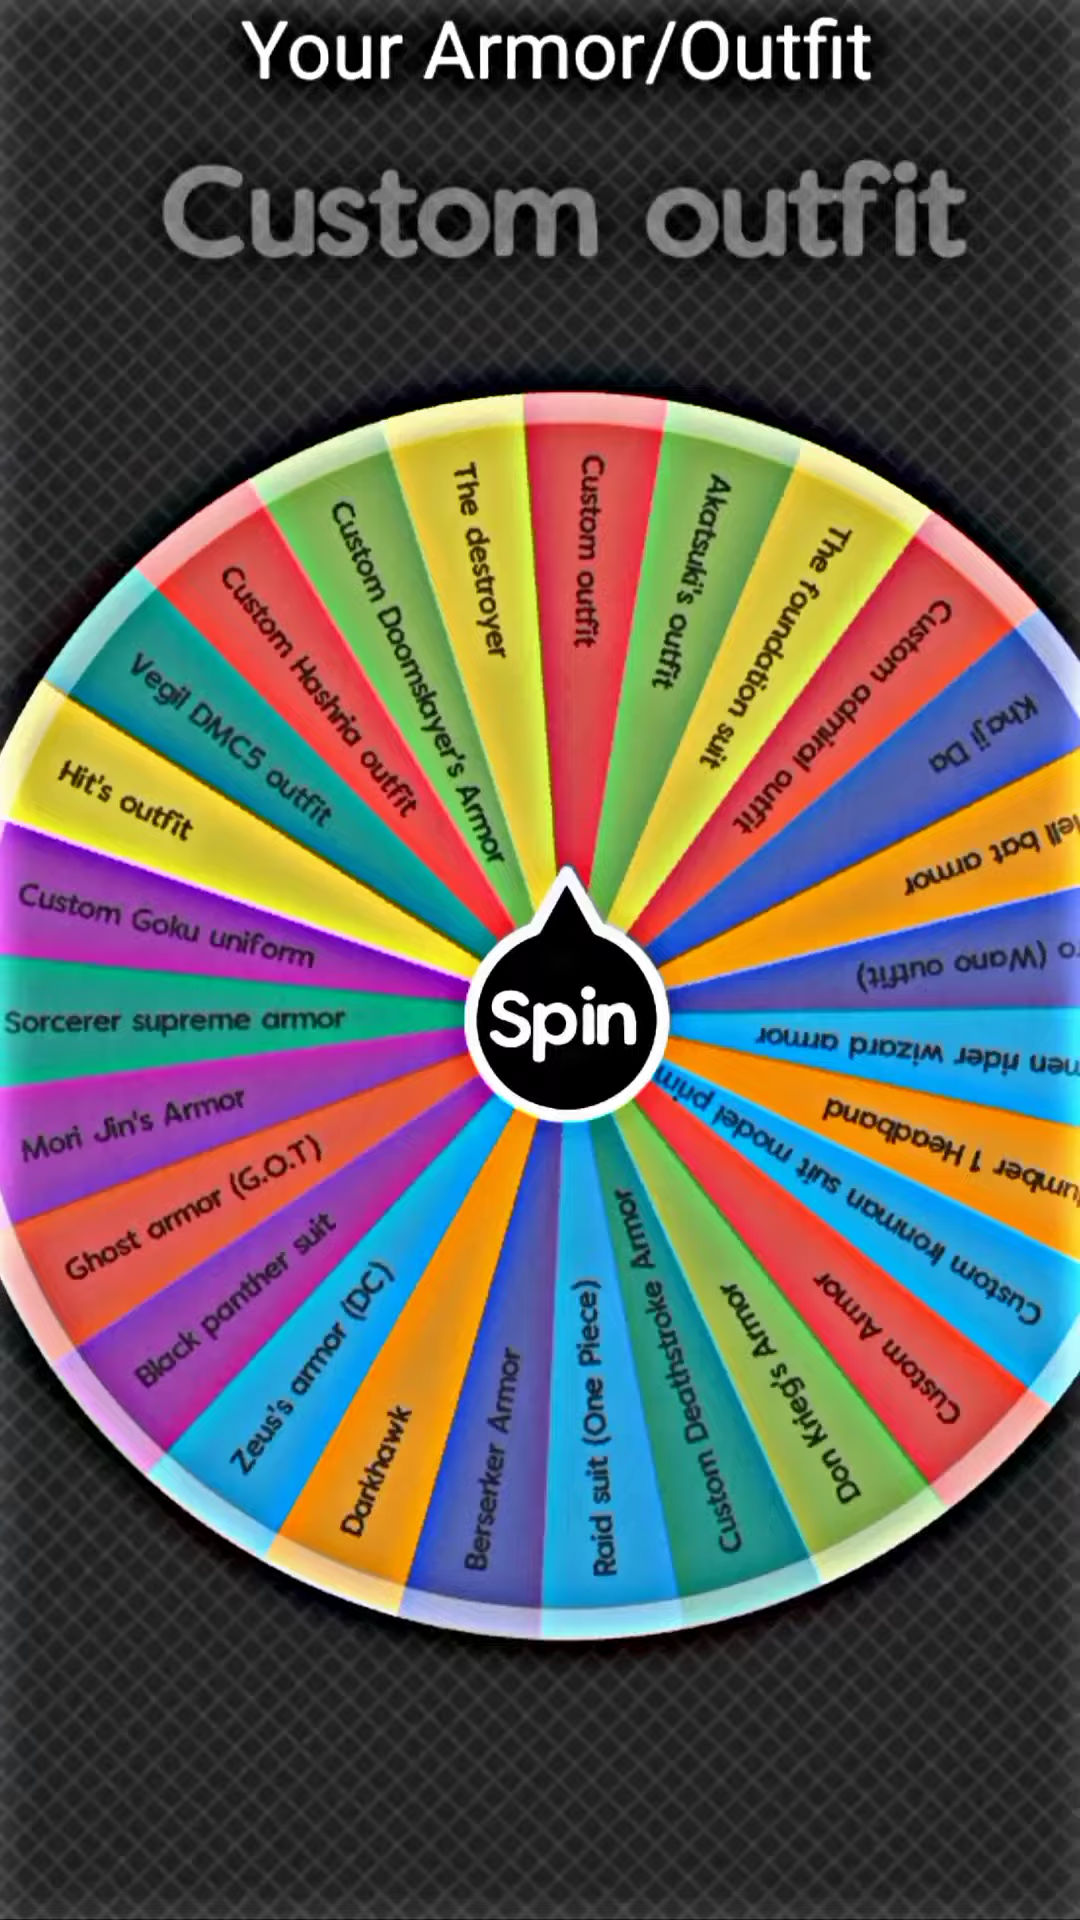 Your Armor/Outfit
Custom outfit
Custom outfit
Akatsuki's outfit
The foundation suit
Custom admiral outfit
Khaji Da
bat armor
(Wano outfit)
rider wizard armor
1 Headband
Custom Ironman suit model
Custom Armor
Don Krieg's Armor
Custom Deathstroke Armor
Raid suit (One Piece)
Berserker Armor
Darkhawk
Zeus's armor (DC)
Black panther suit
Ghost armor (G.O.T)
Mori Jin's Armor
Sorcerer supreme armor
Custom Goku uniform
Hit's outfit
Vegil DMC5 outfit
Custom Hashria outfit
Custom Doomslayer's Armor
The destroyer
Spin